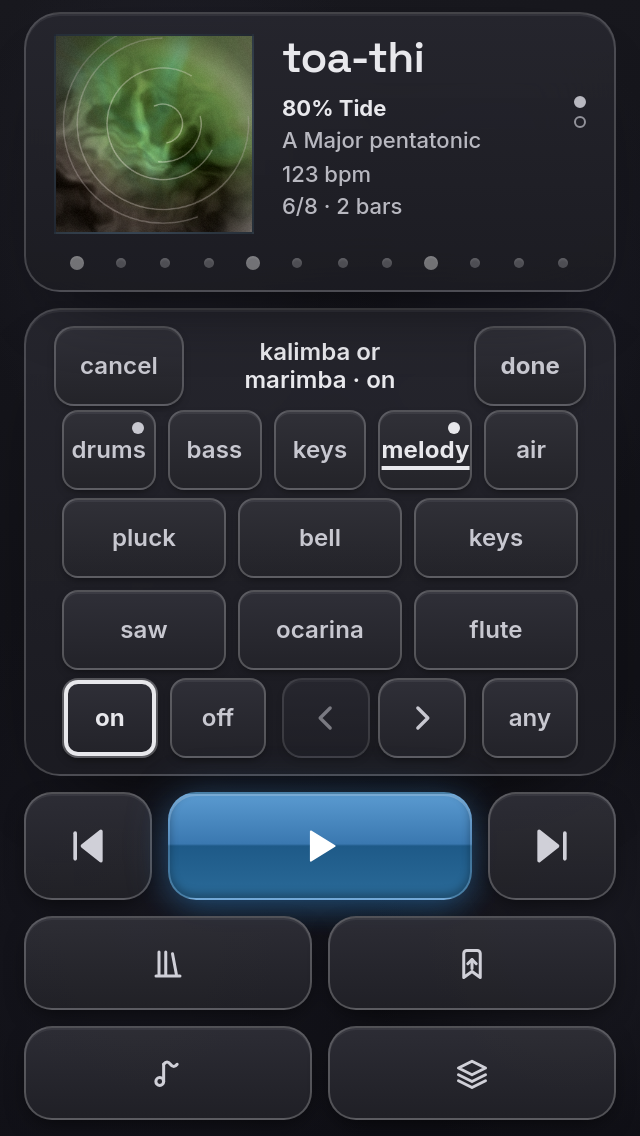 toa-thi
80% Tide
A Major pentatonic
123 bpm
6/8 · 2 bars
cancel
kalimba or
marimba · on
done
drums
bass
keys
melody
air
pluck
bell
keys
saw
ocarina
flute
on
off
any